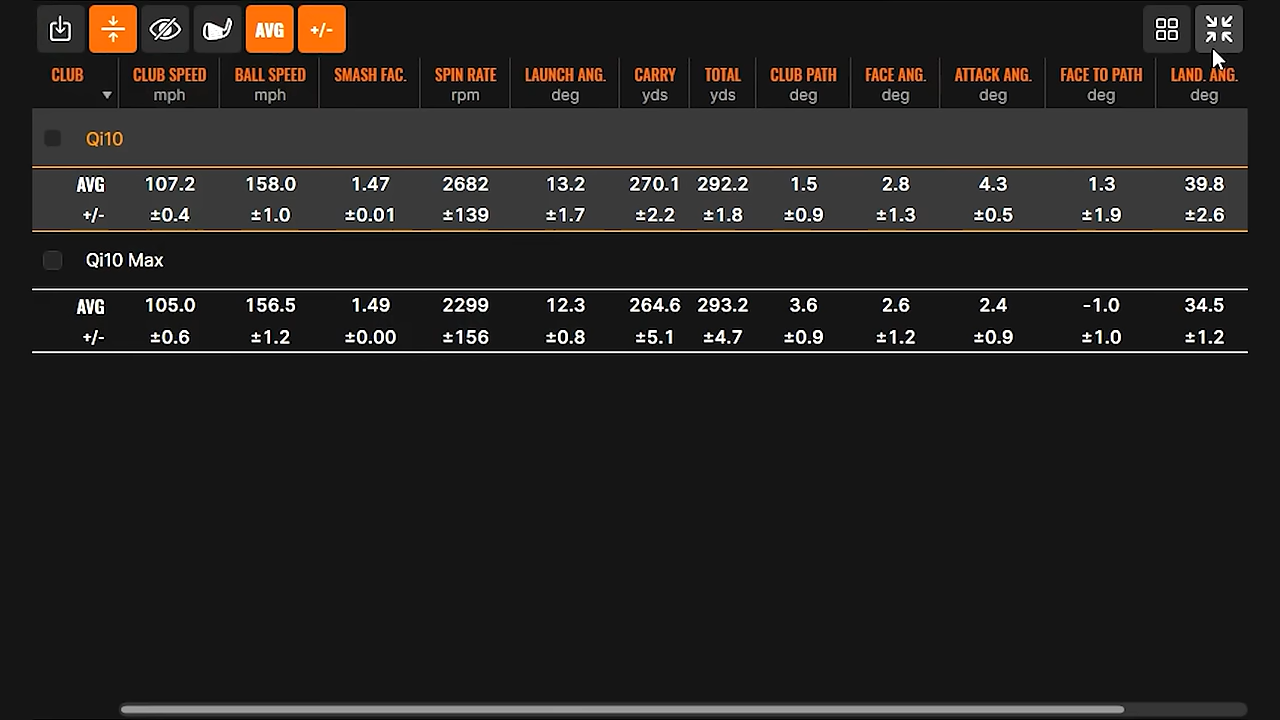 AVG +/-
CLUB CLUB SPEED BALL SPEED SMASH FAC. SPIN RATE LAUNCH ANG. CARRY TOTAL CLUB PATH FACE ANG. ATTACK ANG. FACE TO PATH LAND. ANG.
mph mph rpm deg yds yds deg deg deg deg deg
Qi10
AVG 107.2 158.0 1.47 2682 13.2 270.1 292.2 1.5 2.8 4.3 1.3 39.8
+/- ±0.4 ±1.0 ±0.01 ±139 ±1.7 ±2.2 ±1.8 ±0.9 ±1.3 ±0.5 ±1.9 ±2.6
Qi10 Max
AVG 105.0 156.5 1.49 2299 12.3 264.6 293.2 3.6 2.6 2.4 -1.0 34.5
+/- ±0.6 ±1.2 ±0.00 ±156 ±0.8 ±5.1 ±4.7 ±0.9 ±1.2 ±0.9 ±1.0 ±1.2